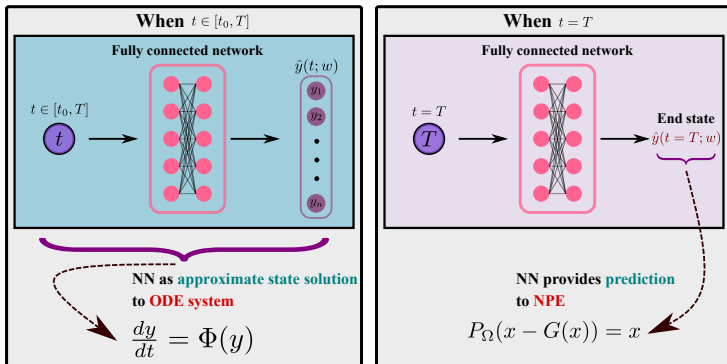 When t ∈ [t₀, T]
Fully connected network
ŷ(t; w)
t ∈ [t₀, T]
t
y₁
y₂
yₙ
NN as approximate state solution
to ODE system
dy/dt = Φ(y)
When t = T
Fully connected network
t = T
T
End state
ŷ(t = T; w)
NN provides prediction
to NPE
P_Ω(x − G(x)) = x